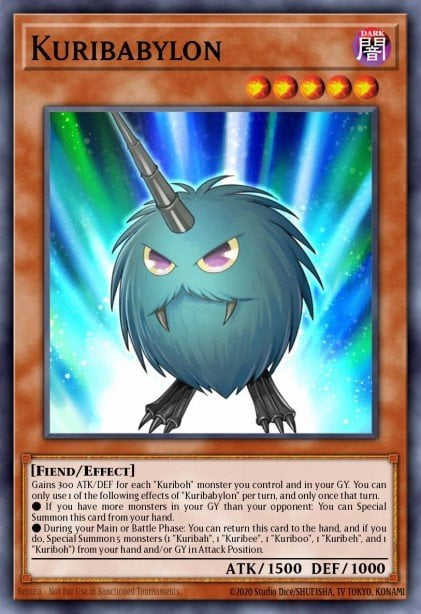 KURIBABYLON
DARK
闇
[FIEND/EFFECT]
Gains 300 ATK/DEF for each "Kuriboh" monster you control and in your GY. You can
only use 1 of the following effects of "Kuribabylon" per turn, and only once that turn.
● If you have more monsters in your GY than your opponent: You can Special
Summon this card from your hand.
● During your Main or Battle Phase: You can return this card to the hand, and if you
do, Special Summon 5 monsters (1 "Kuribah", 1 "Kuribee", 1 "Kuriboo", 1 "Kuribeh", and 1
"Kuriboh") from your hand and/or GY in Attack Position.
ATK/1500 DEF/1000
Replica - Not For Use in Sanctioned Tournaments
©2020 Studio Dice/SHUEISHA, TV TOKYO, KONAMI